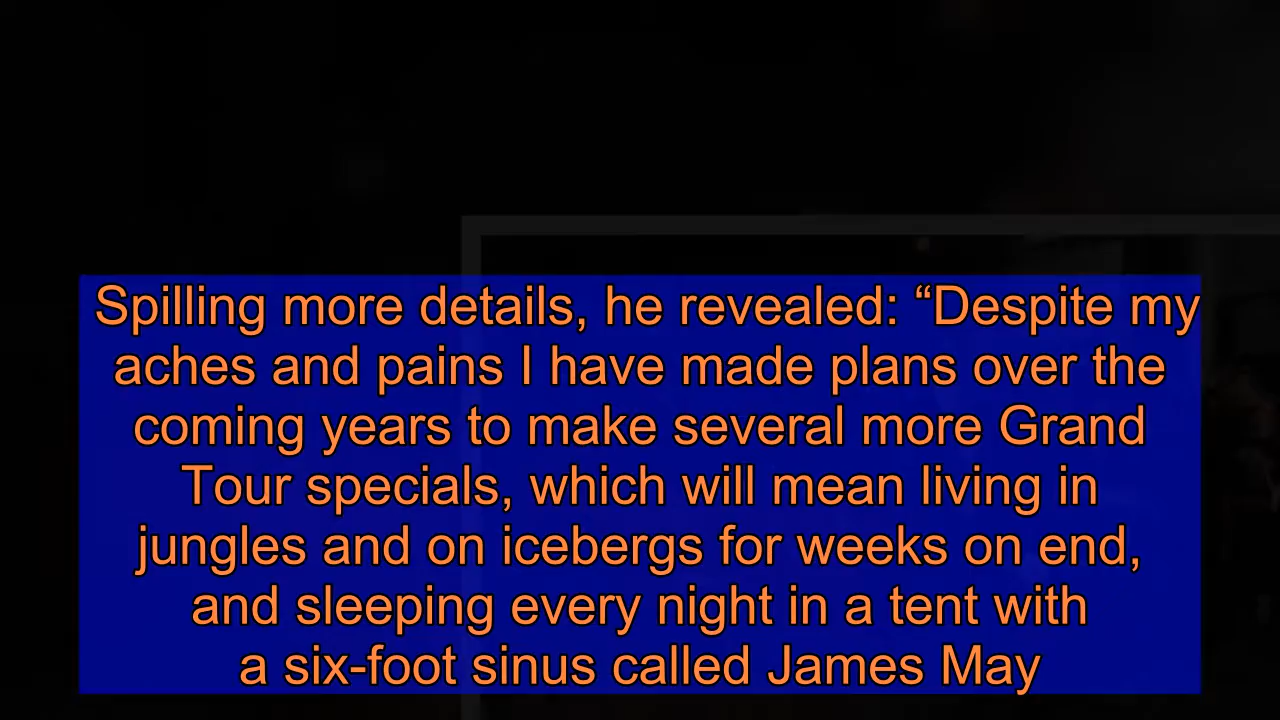 Spilling more details, he revealed: “Despite my
aches and pains I have made plans over the
coming years to make several more Grand
Tour specials, which will mean living in
jungles and on icebergs for weeks on end,
and sleeping every night in a tent with
a six-foot sinus called James May